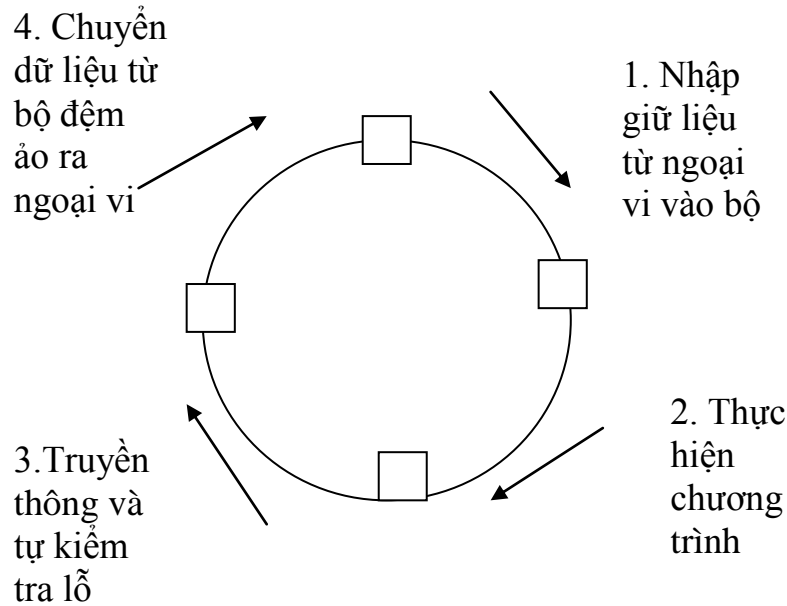 4. Chuyển
dữ liệu từ
bộ đệm
ảo ra
ngoại vi
1. Nhập
giữ liệu
từ ngoại
vi vào bộ
2. Thực
hiện
chương
trình
3.Truyền
thông và
tự kiểm
tra lỗ